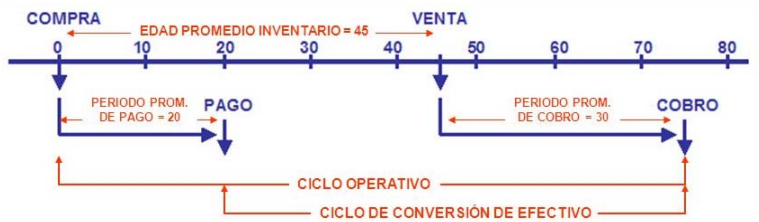 COMPRA VENTA
EDAD PROMEDIO INVENTARIO = 45
0 10 20 30 40 50 60 70 80
PERIODO PROM.
DE PAGO = 20
PAGO
PERIODO PROM.
DE COBRO = 30
COBRO
CICLO OPERATIVO
CICLO DE CONVERSIÓN DE EFECTIVO